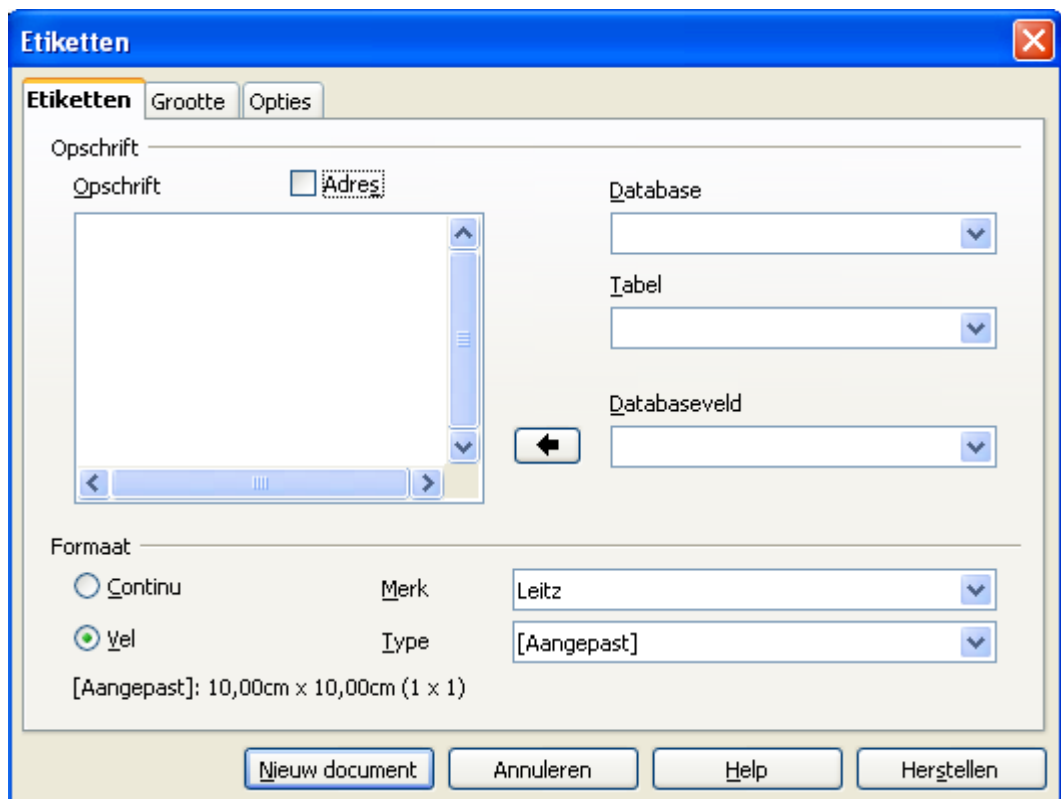 Etiketten
Etiketten Grootte Opties
Opschrift
Opschrift Adres
Database
Tabel
Databaseveld
Formaat
Continu Merk Leitz
Vel Type [Aangepast]
[Aangepast]: 10,00cm x 10,00cm (1 x 1)
Nieuw document Annuleren Help Herstellen